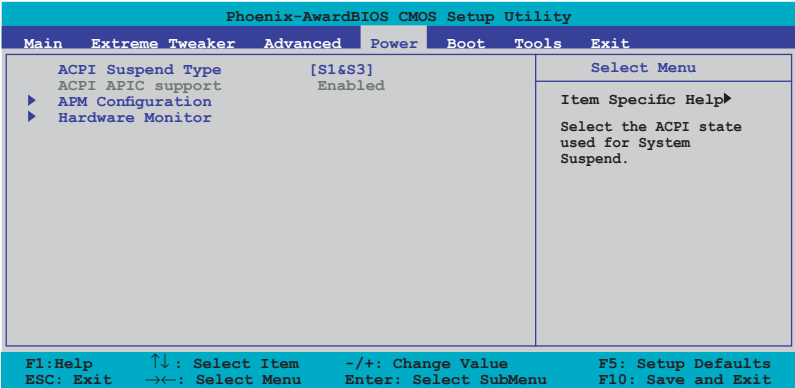 Phoenix-AwardBIOS CMOS Setup Utility
Main Extreme Tweaker Advanced Power Boot Tools Exit
ACPI Suspend Type [S1&S3]
ACPI APIC support Enabled
APM Configuration
Hardware Monitor
Select Menu
Item Specific Help
Select the ACPI state
used for System
Suspend.
F1:Help ↑↓: Select Item -/+: Change Value F5: Setup Defaults
ESC: Exit →←: Select Menu Enter: Select SubMenu F10: Save and Exit